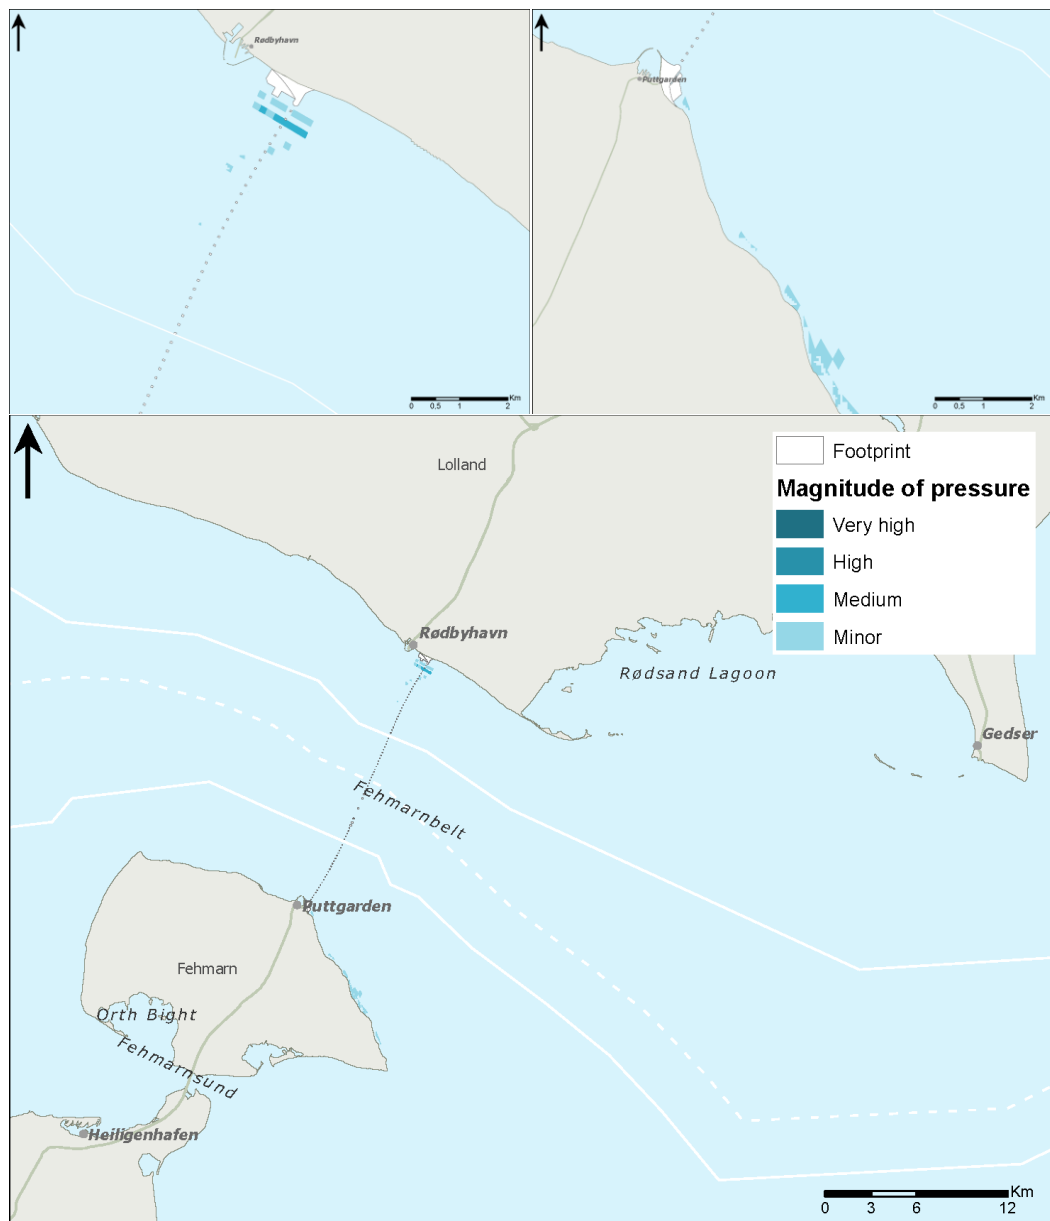 Rødbyhavn
Km
0 0.5 1 2
Puttgarden
Km
0 0.5 1 2
Footprint
Magnitude of pressure
Very high
High
Medium
Minor
Lolland
Rødbyhavn
Rødsand Lagoon
Gedser
Fehmarnbelt
Puttgarden
Fehmarn
Orth Bight
Fehmarnsund
Heiligenhafen
Km
0 3 6 12